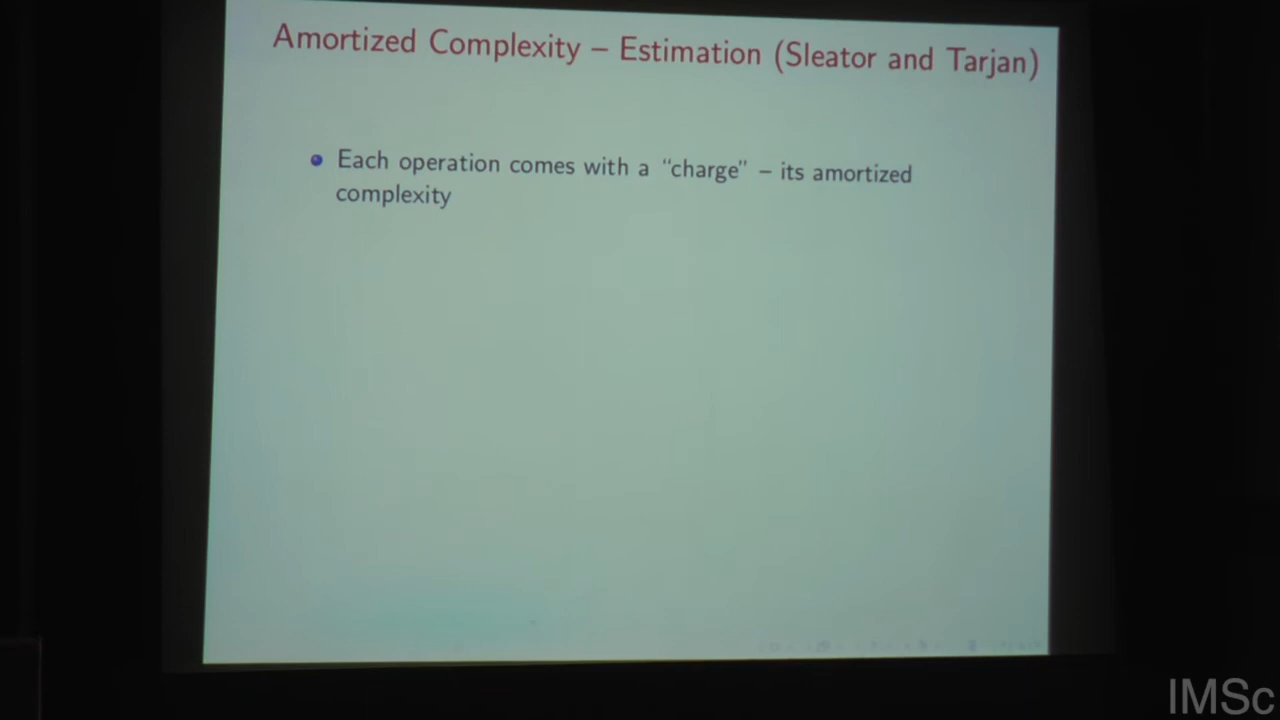 Amortized Complexity – Estimation (Sleator and Tarjan)
Each operation comes with a “charge” – its amortized
complexity
IMSc